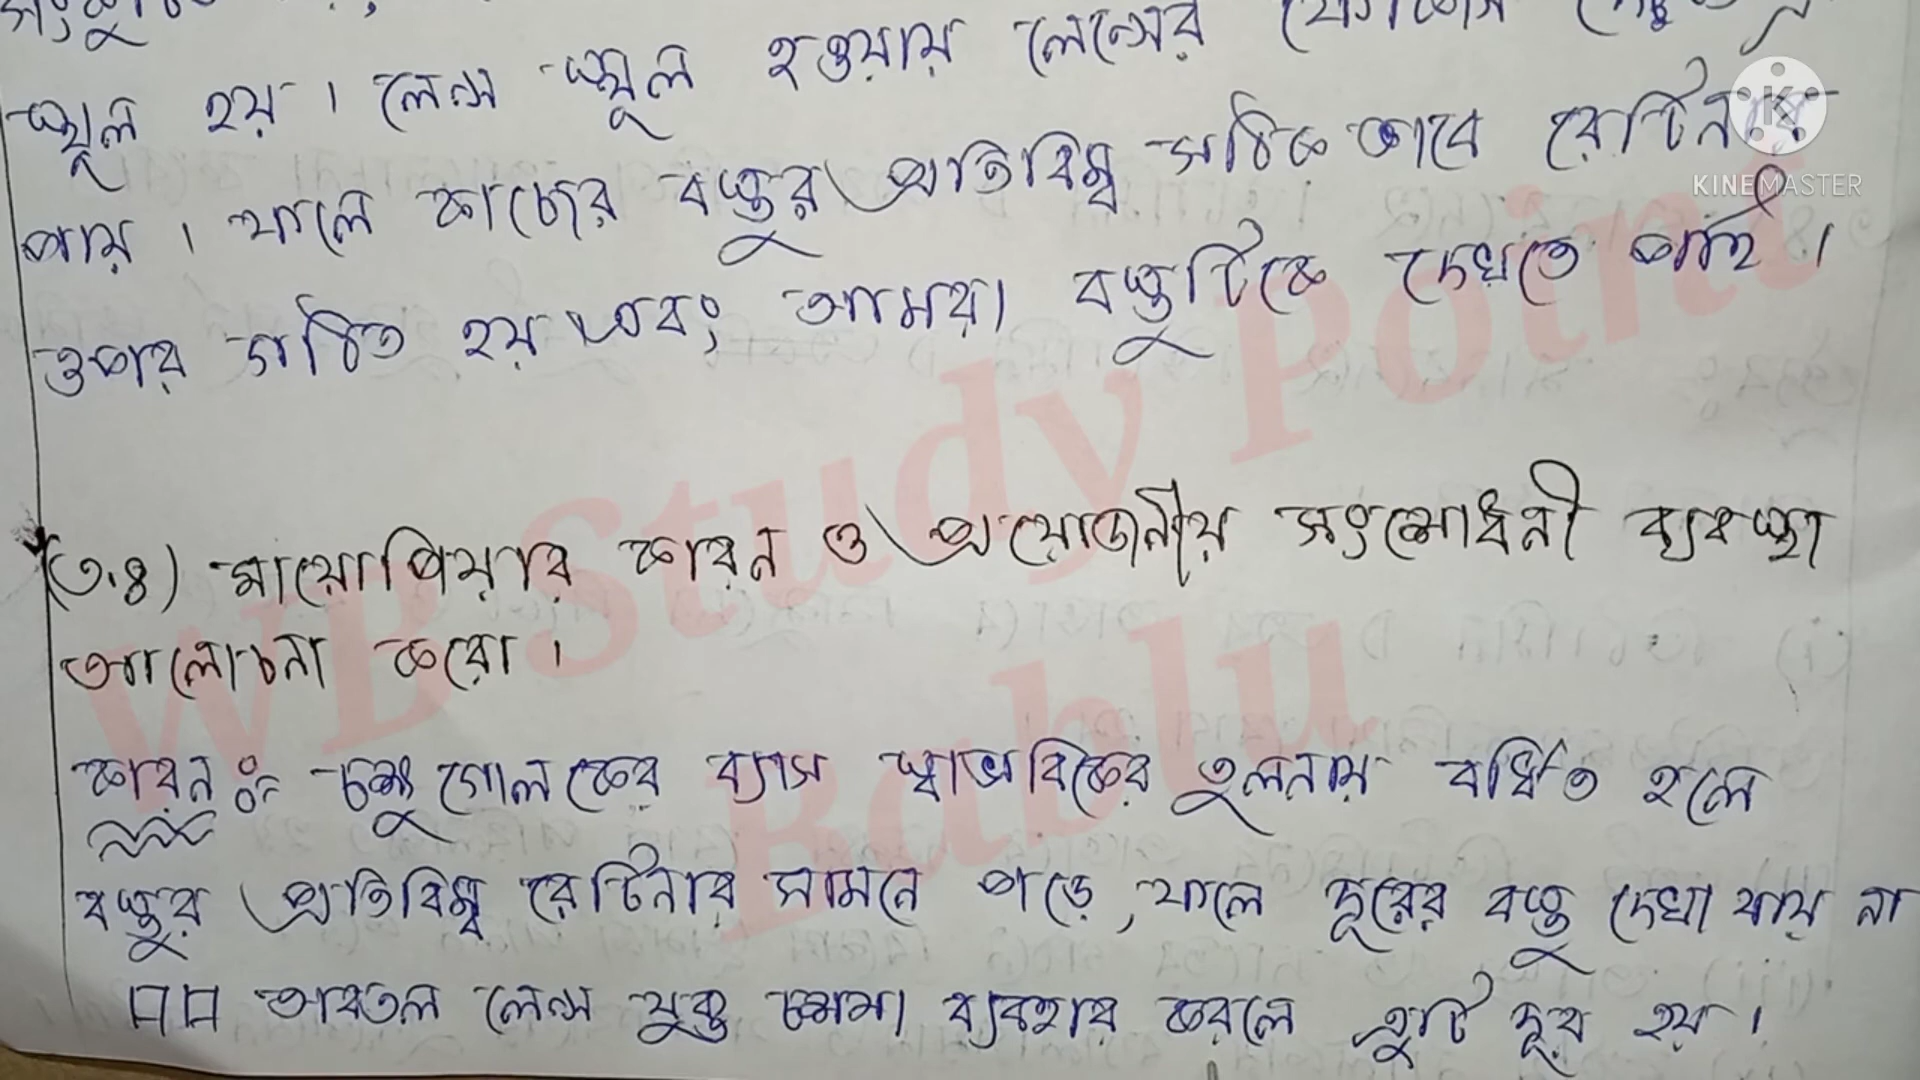 স্থূল হয়। লেন্স স্থূল হওয়ায় লেন্সের
পায়। ফলে কাছের বস্তুর প্রতিবিম্ব সঠিক ভাবে রেটিনার
KINEMASTER
ওপর গঠিত হয় এবং আমরা বস্তুটিকে দেখতে পাই।
WB Study Point
Bablu
(৩.৪) মায়োপিয়ার কারন ও প্রয়োজনীয় সংশোধনী ব্যবস্থা
আলোচনা করো।
কারন ঃ- চক্ষু গোলকের ব্যাস স্বাভাবিকের তুলনায় বর্ধিত হলে
বস্তুর প্রতিবিম্ব রেটিনার সামনে পড়ে, ফলে দূরের বস্তু দেখা যায় না
□□ অবতল লেন্স যুক্ত চশমা ব্যবহার করলে ত্রুটি দূর হয়।